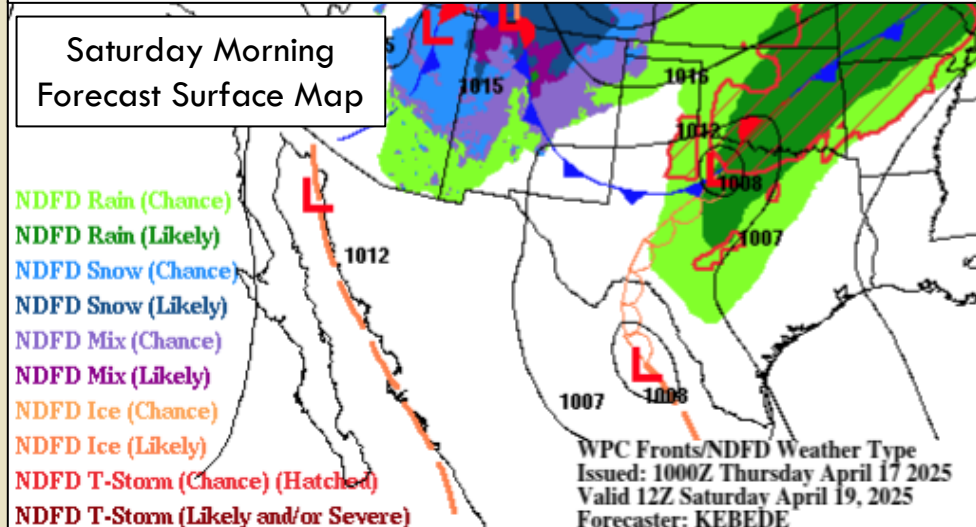 Saturday Morning
Forecast Surface Map
L
L
1015
1016
1012
L
1008
1007
L
1012
L
1007
1008
NDFD Rain (Chance)
NDFD Rain (Likely)
NDFD Snow (Chance)
NDFD Snow (Likely)
NDFD Mix (Chance)
NDFD Mix (Likely)
NDFD Ice (Chance)
NDFD Ice (Likely)
NDFD T-Storm (Chance) (Hatched)
NDFD T-Storm (Likely and/or Severe)
WPC Fronts/NDFD Weather Type
Issued: 1000Z Thursday April 17 2025
Valid 12Z Saturday April 19, 2025
Forecaster: KEBEDE